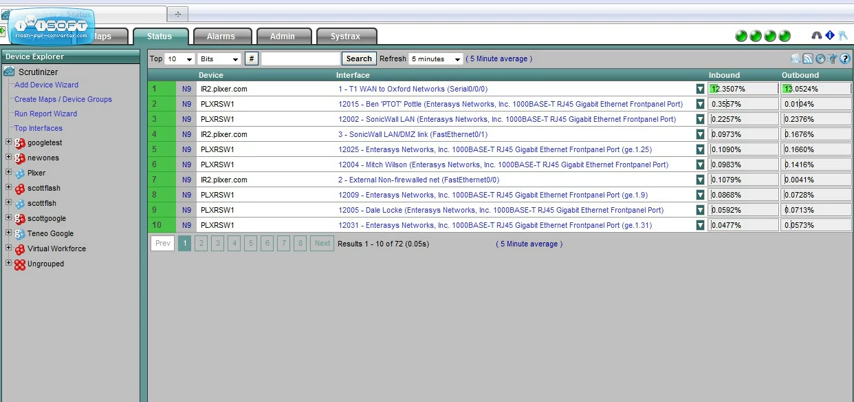 iWiSOFT
flash-swf-converter.com
Maps Status Alarms Admin Systrax
Device Explorer
Scrutinizer
Add Device Wizard
Create Maps / Device Groups
Run Report Wizard
Top Interfaces
googletest
newones
Plixer
scottflash
scottflsh
scottgoogle
Teneo Google
Virtual Workforce
Ungrouped
Top 10 Bits # Search Refresh 5 minutes ( 5 Minute average )
Device Interface Inbound Outbound
1 N9 IR2.plixer.com 1 - T1 WAN to Oxford Networks (Serial0/0/0) 12.3507% 13.0524%
2 N9 PLXRSW1 12015 - Ben 'PTOT' Pottle (Enterasys Networks, Inc. 1000BASE-T RJ45 Gigabit Ethernet Frontpanel Port) 0.3557% 0.0104%
3 N9 PLXRSW1 12002 - SonicWall LAN (Enterasys Networks, Inc. 1000BASE-T RJ45 Gigabit Ethernet Frontpanel Port) 0.2257% 0.2376%
4 N9 IR2.plixer.com 3 - SonicWall LAN/DMZ link (FastEthernet0/1) 0.0973% 0.1676%
5 N9 PLXRSW1 12025 - Enterasys Networks, Inc. 1000BASE-T RJ45 Gigabit Ethernet Frontpanel Port (ge.1.25) 0.1090% 0.1660%
6 N9 PLXRSW1 12004 - Mitch Wilson (Enterasys Networks, Inc. 1000BASE-T RJ45 Gigabit Ethernet Frontpanel Port) 0.0983% 0.1416%
7 N9 IR2.plixer.com 2 - External Non-firewalled net (FastEthernet0/0) 0.1079% 0.0041%
8 N9 PLXRSW1 12009 - Enterasys Networks, Inc. 1000BASE-T RJ45 Gigabit Ethernet Frontpanel Port (ge.1.9) 0.0868% 0.0728%
9 N9 PLXRSW1 12005 - Dale Locke (Enterasys Networks, Inc. 1000BASE-T RJ45 Gigabit Ethernet Frontpanel Port) 0.0592% 0.0713%
10 N9 PLXRSW1 12031 - Enterasys Networks, Inc. 1000BASE-T RJ45 Gigabit Ethernet Frontpanel Port (ge.1.31) 0.0477% 0.0573%
Prev 1 2 3 4 5 6 7 8 Next Results 1 - 10 of 72 (0.05s) ( 5 Minute average )